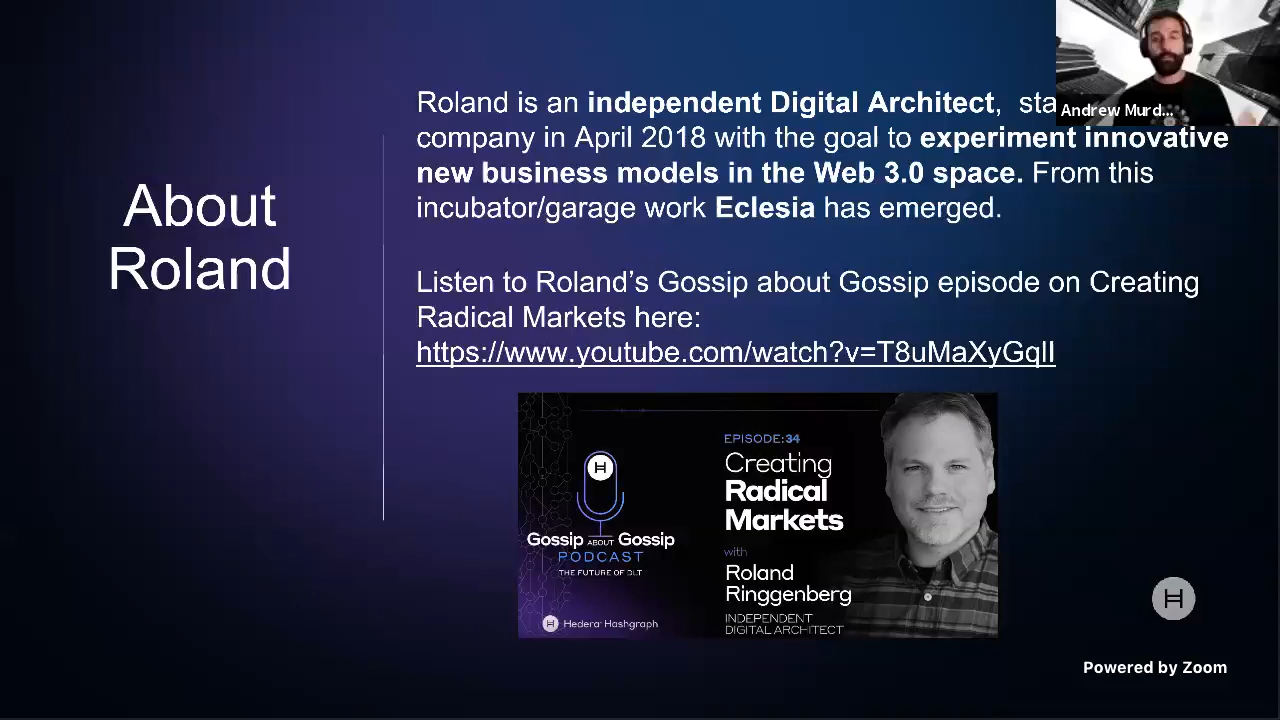 About
Roland
Roland is an independent Digital Architect, sta
company in April 2018 with the goal to experiment innovative
new business models in the Web 3.0 space. From this
incubator/garage work Eclesia has emerged.
Listen to Roland’s Gossip about Gossip episode on Creating
Radical Markets here:
https://www.youtube.com/watch?v=T8uMaXyGqlI
Andrew Murd...
EPISODE:34
Creating
Radical
Markets
with
Roland
Ringgenberg
INDEPENDENT
DIGITAL ARCHITECT
Gossip ABOUT Gossip
PODCAST
THE FUTURE OF DLT
Hedera Hashgraph
Powered by Zoom